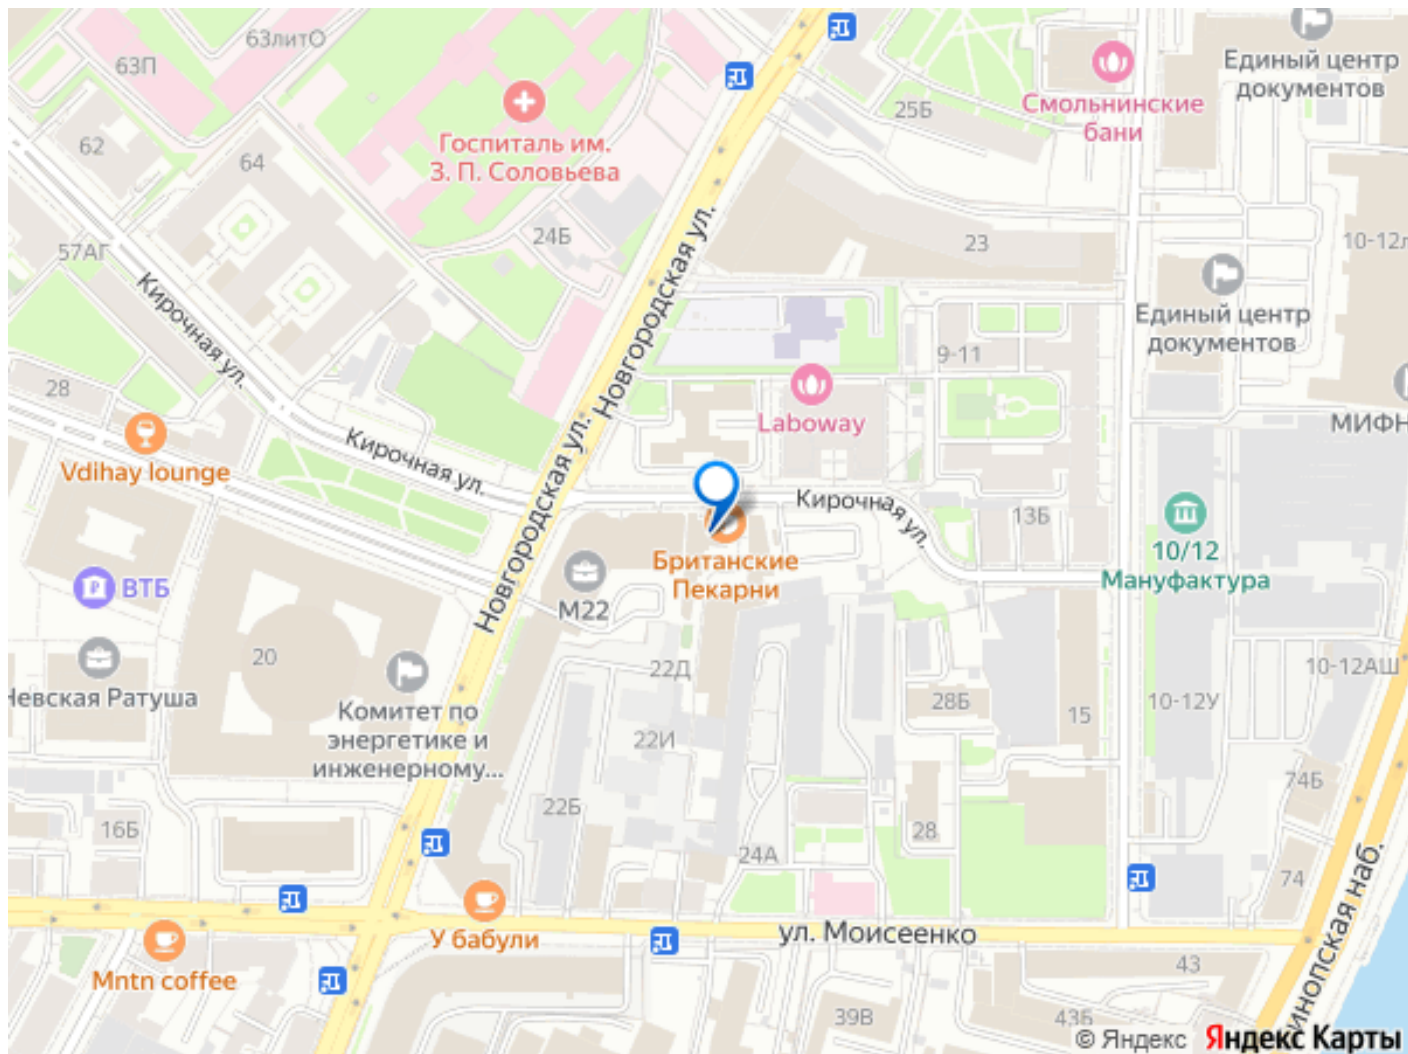 63литО
63П
62
64
Госпиталь им.
З. П. Соловьева
25Б
Смольнинские
бани
Единый центр
документов
57АГ
24Б
Новгородская ул.
23
10-12л
Кирочная ул.
Единый центр
документов
9-11
28
Vdihay lounge
Кирочная ул.
Новгородская ул.
Laboway
МИФН
Кирочная ул.
13Б
10/12
Мануфактура
Британские
Пекарни
ВТБ
М22
20
22Д
Невская Ратуша
Комитет по
энергетике и
инженерному...
22И
28Б
15
10-12У
10-12АШ
22Б
16Б
24А
28
74Б
74
У бабули
ул. Моисеенко
Mntn coffee
43
39В
43Б
инопская наб.
© Яндекс Яндекс Карты